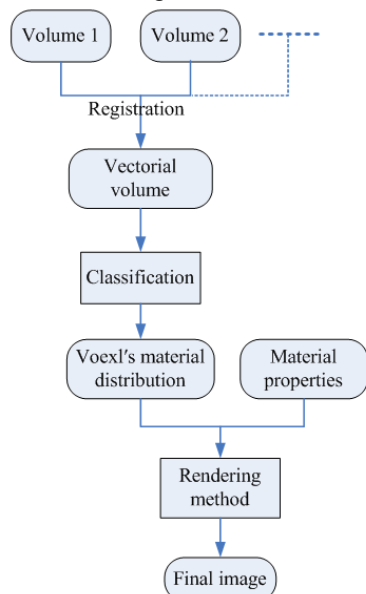 Volume 1
Volume 2
Registration
Vectorial
volume
Classification
Voexl's material
distribution
Material
properties
Rendering
method
Final image